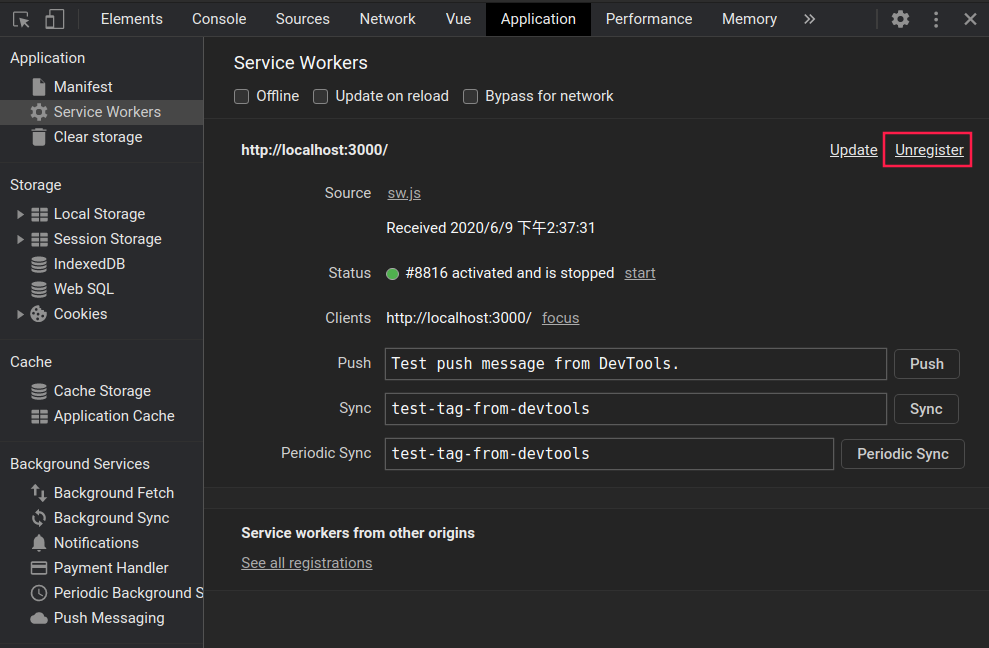 Elements Console Sources Network Vue Application Performance Memory »
Application
Manifest
Service Workers
Clear storage
Storage
Local Storage
Session Storage
IndexedDB
Web SQL
Cookies
Cache
Cache Storage
Application Cache
Background Services
Background Fetch
Background Sync
Notifications
Payment Handler
Periodic Background S
Push Messaging
Service Workers
Offline Update on reload Bypass for network
http://localhost:3000/ Update Unregister
Source sw.js
Received 2020/6/9 下午2:37:31
Status #8816 activated and is stopped start
Clients http://localhost:3000/ focus
Push Test push message from DevTools. Push
Sync test-tag-from-devtools Sync
Periodic Sync test-tag-from-devtools Periodic Sync
Service workers from other origins
See all registrations